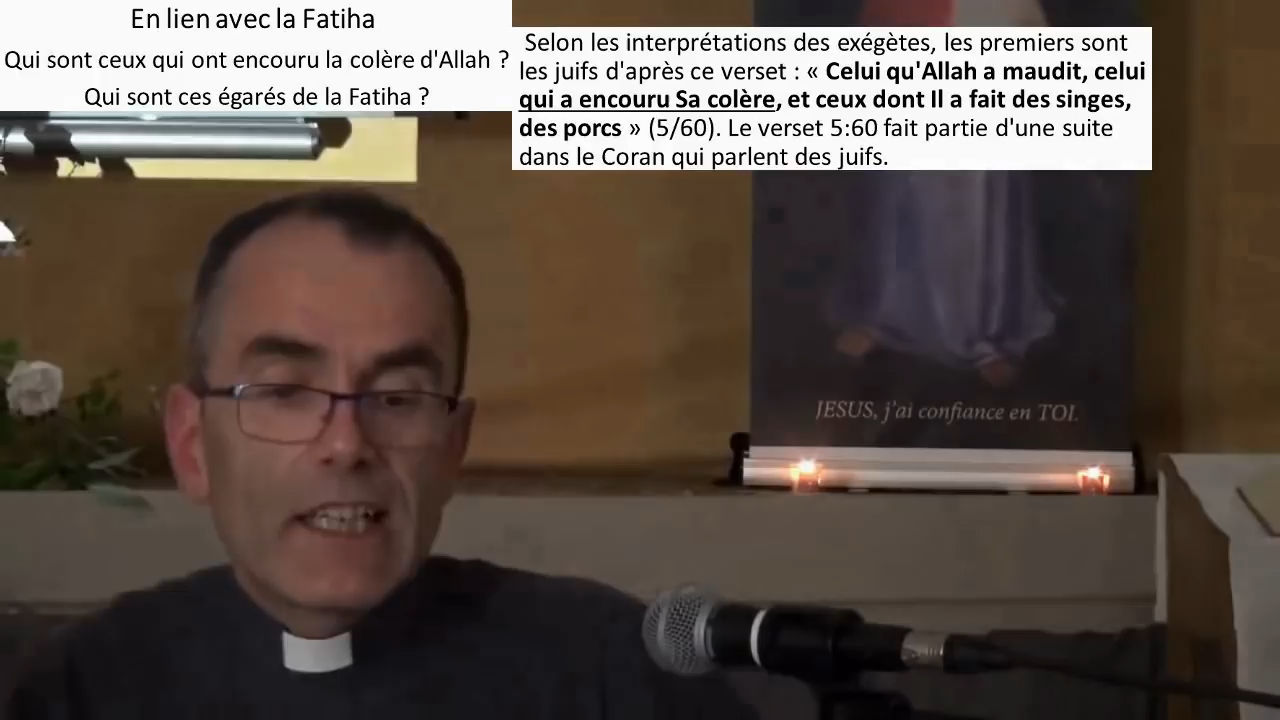 En lien avec la Fatiha
Qui sont ceux qui ont encouru la colère d'Allah ?
Qui sont ces égarés de la Fatiha ?
Selon les interprétations des exégètes, les premiers sont
les juifs d'après ce verset : « Celui qu'Allah a maudit, celui
qui a encouru Sa colère, et ceux dont Il a fait des singes,
des porcs » (5/60). Le verset 5:60 fait partie d'une suite
dans le Coran qui parlent des juifs.
JESUS, j'ai confiance en TOI.